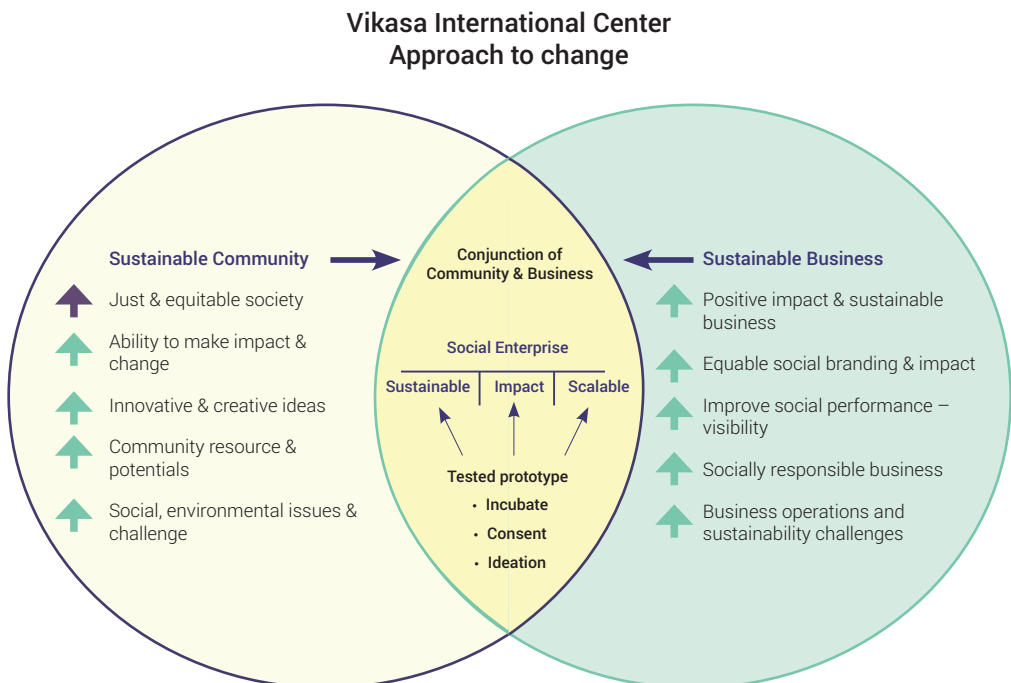 Vikasa International Center
Approach to change
Sustainable Community
Just & equitable society
Ability to make impact &
change
Innovative & creative ideas
Community resource &
potentials
Social, environmental issues &
challenge
Conjunction of
Community & Business
Social Enterprise
Sustainable
Impact
Scalable
Tested prototype
• Incubate
• Consent
• Ideation
Sustainable Business
Positive impact & sustainable
business
Equable social branding & impact
Improve social performance –
visibility
Socially responsible business
Business operations and
sustainability challenges